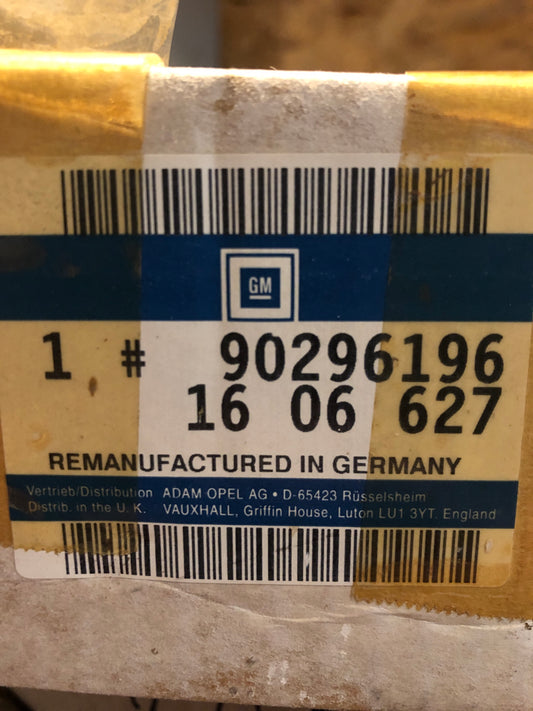 GM
1 # 90296196
16 06 627
REMANUFACTURED IN GERMANY
Vertrieb/Distribution ADAM OPEL AG • D-65423 Rüsselsheim
Distrib. in the U. K. VAUXHALL, Griffin House, Luton LU1 3YT. England